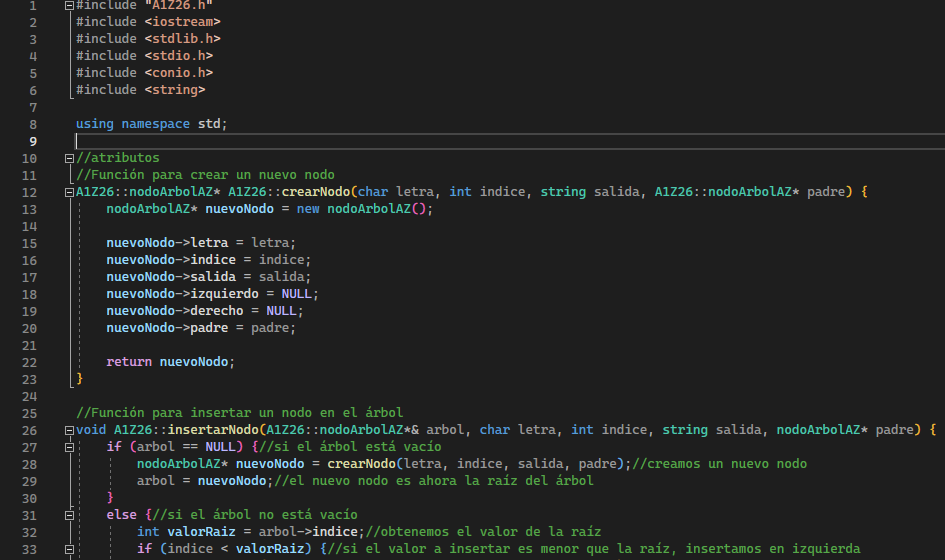 1 #include "A1Z26.h"
2 #include <iostream>
3 #include <stdlib.h>
4 #include <stdio.h>
5 #include <conio.h>
6 #include <string>
7
8 using namespace std;
9
10 //atributos
11 //Función para crear un nuevo nodo
12 A1Z26::nodoArbolAZ* A1Z26::crearNodo(char letra, int indice, string salida, A1Z26::nodoArbolAZ* padre) {
13 nodoArbolAZ* nuevoNodo = new nodoArbolAZ();
14
15 nuevoNodo->letra = letra;
16 nuevoNodo->indice = indice;
17 nuevoNodo->salida = salida;
18 nuevoNodo->izquierdo = NULL;
19 nuevoNodo->derecho = NULL;
20 nuevoNodo->padre = padre;
21
22 return nuevoNodo;
23 }
24
25 //Función para insertar un nodo en el árbol
26 void A1Z26::insertarNodo(A1Z26::nodoArbolAZ*& arbol, char letra, int indice, string salida, nodoArbolAZ* padre) {
27 if (arbol == NULL) {//si el árbol está vacío
28 nodoArbolAZ* nuevoNodo = crearNodo(letra, indice, salida, padre);//creamos un nuevo nodo
29 arbol = nuevoNodo;//el nuevo nodo es ahora la raíz del árbol
30 }
31 else {//si el árbol no está vacío
32 int valorRaiz = arbol->indice;//obtenemos el valor de la raíz
33 if (indice < valorRaiz) {//si el valor a insertar es menor que la raíz, insertamos en izquierda